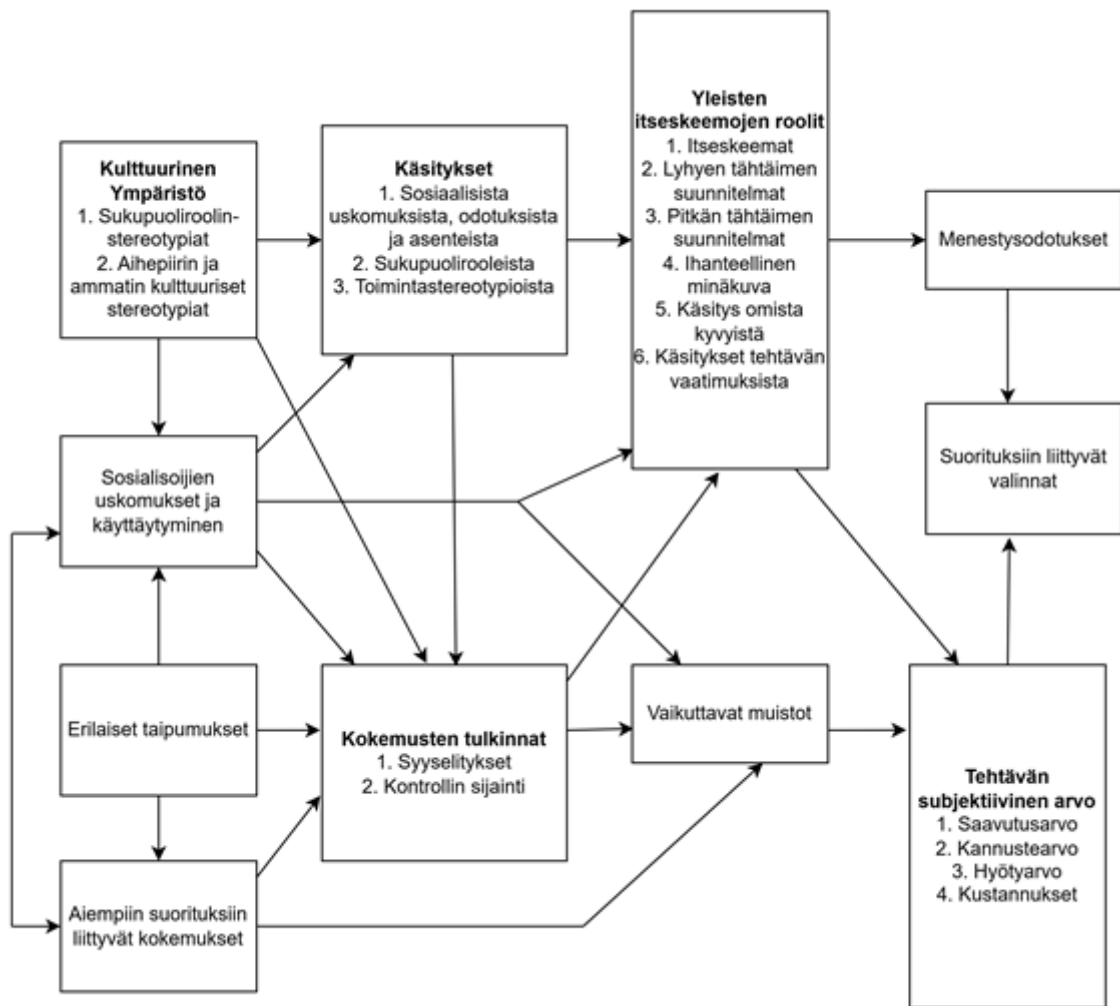 Kulttuurinen
Ympäristö
1. Sukupuoliroolin-
stereotypiat
2. Aihepiirin ja
ammatin kulttuuriset
stereotypiat
Käsitykset
1. Sosiaalisista
uskomuksista, odotuksista
ja asenteista
2. Sukupuolirooleista
3. Toimintastereotypioista
Yleisten
itseskeemojen roolit
1. Itseskeemat
2. Lyhyen tähtäimen
suunnitelmat
3. Pitkän tähtäimen
suunnitelmat
4. Ihanteellinen
minäkuva
5. Käsitys omista
kyvyistä
6. Käsitykset tehtävän
vaatimuksista
Menestysodotukset
Sosialisoijien
uskomukset ja
käyttäytyminen
Suorituksiin liittyvät
valinnat
Erilaiset taipumukset
Kokemusten tulkinnat
1. Syyselitykset
2. Kontrollin sijainti
Vaikuttavat muistot
Tehtävän
subjektiivinen arvo
1. Saavutusarvo
2. Kannustearvo
3. Hyötyarvo
4. Kustannukset
Aiempiin suorituksiin
liittyvät kokemukset